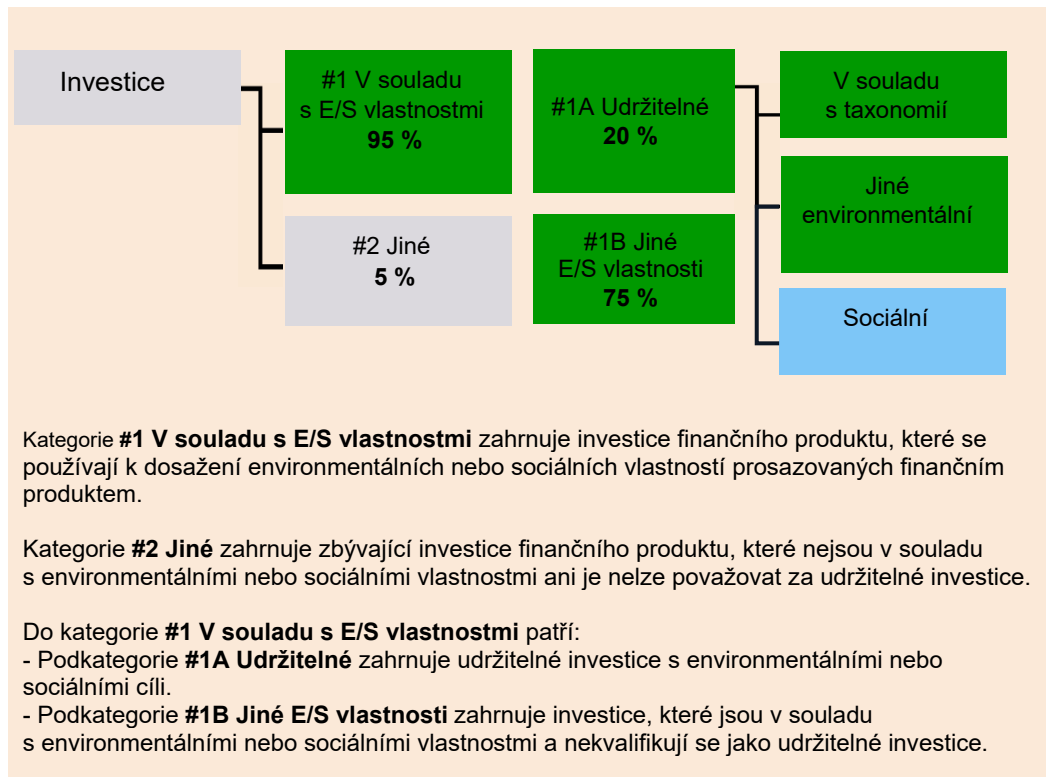 Investice
#1 V souladu
s E/S vlastnostmi
95 %
#2 Jiné
5 %
#1A Udržitelné
20 %
#1B Jiné
E/S vlastnosti
75 %
V souladu
s taxonomií
Jiné
environmentální
Sociální
Kategorie #1 V souladu s E/S vlastnostmi zahrnuje investice finančního produktu, které se
používají k dosažení environmentálních nebo sociálních vlastností prosazovaných finančním
produktem.
Kategorie #2 Jiné zahrnuje zbývající investice finančního produktu, které nejsou v souladu
s environmentálními nebo sociálními vlastnostmi ani je nelze považovat za udržitelné investice.
Do kategorie #1 V souladu s E/S vlastnostmi patří:
- Podkategorie #1A Udržitelné zahrnuje udržitelné investice s environmentálními nebo
sociálními cíli.
- Podkategorie #1B Jiné E/S vlastnosti zahrnuje investice, které jsou v souladu
s environmentálními nebo sociálními vlastnostmi a nekvalifikují se jako udržitelné investice.